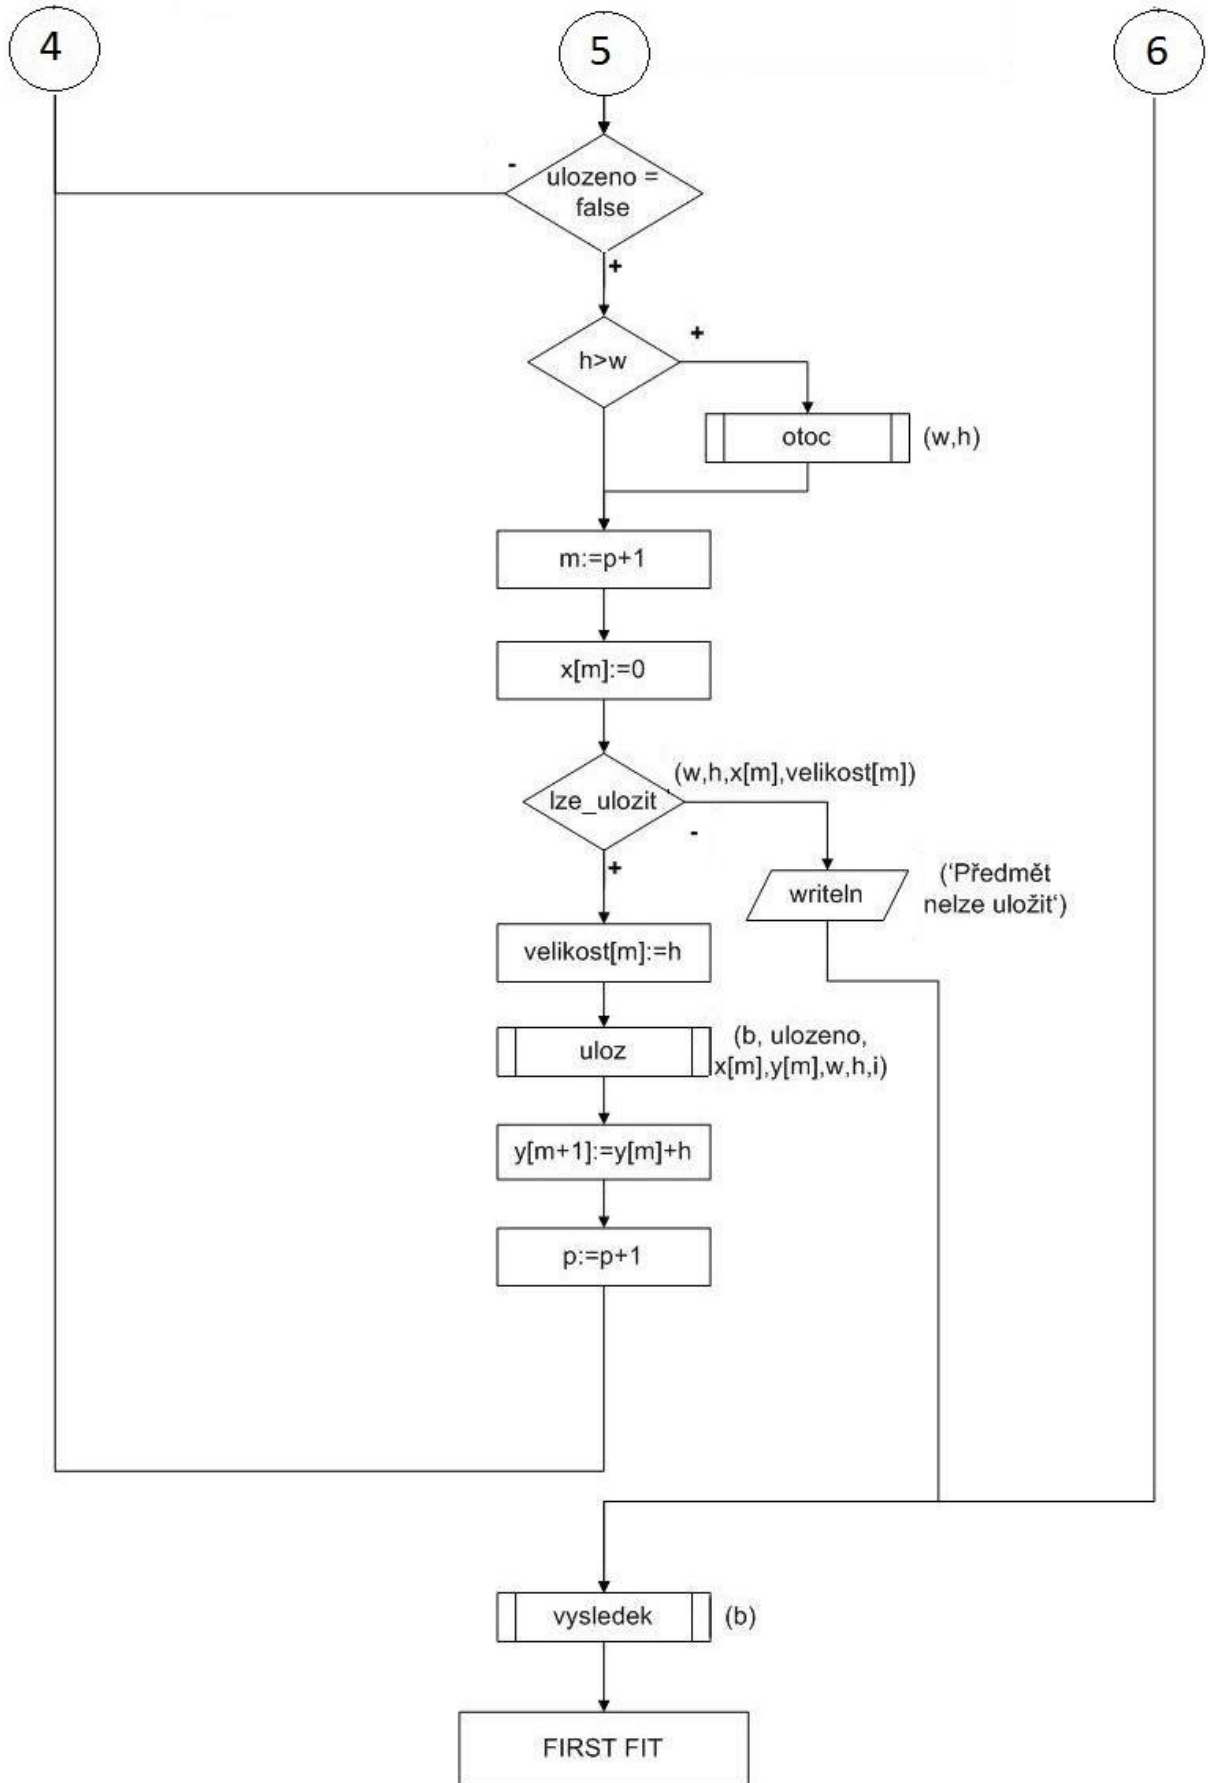 4
5
6
-
ulozeno =
false
+
h>w
+
otoc
(w,h)
m:=p+1
x[m]:=0
lze_ulozit
(w,h,x[m],velikost[m])
-
+
writeln
('Předmět
nelze uložit')
velikost[m]:=h
uloz
(b, ulozeno,
x[m],y[m],w,h,i)
y[m+1]:=y[m]+h
p:=p+1
vysledek
(b)
FIRST FIT